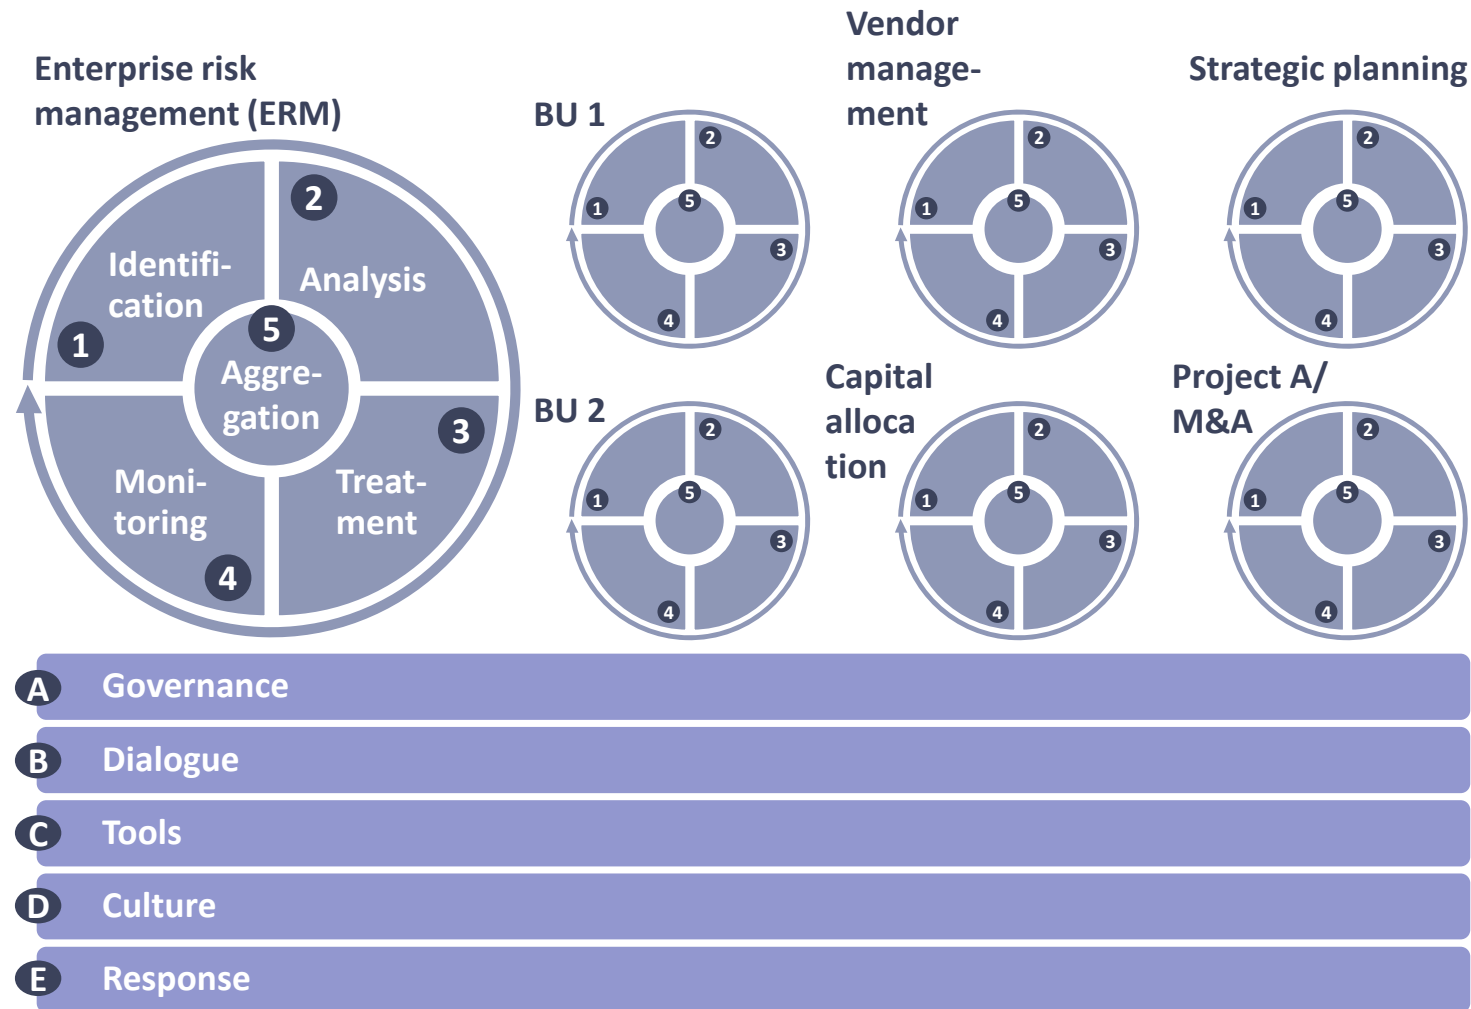 Enterprise risk
management (ERM)
1
Identifi-
cation
2
Analysis
3
Treat-
ment
4
Moni-
toring
5
Aggre-
gation
BU 1
1
2
3
4
5
Vendor
manage-
ment
1
2
3
4
5
Strategic planning
1
2
3
4
5
BU 2
1
2
3
4
5
Capital
alloca
tion
1
2
3
4
5
Project A/
M&A
1
2
3
4
5
A Governance
B Dialogue
C Tools
D Culture
E Response